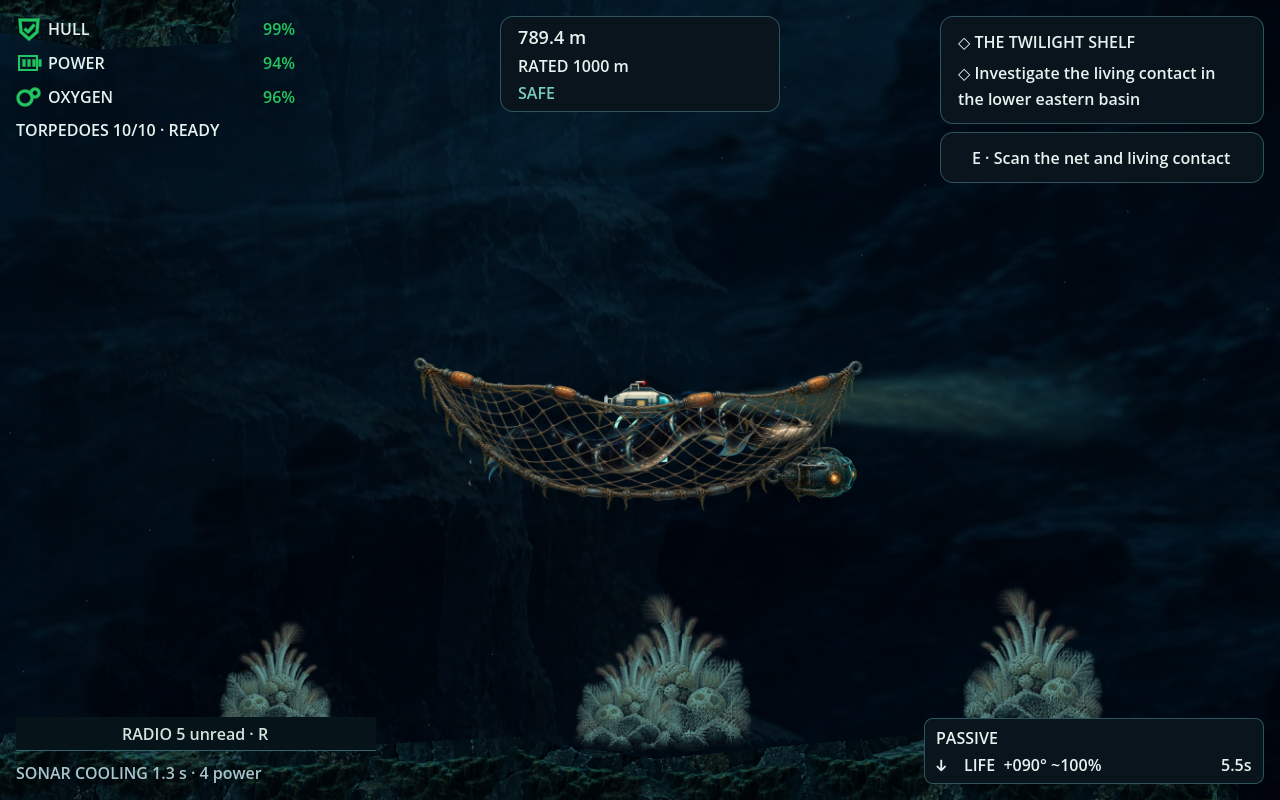 HULL 99%
POWER 94%
OXYGEN 96%
TORPEDOES 10/10 · READY
789.4 m
RATED 1000 m
SAFE
◇ THE TWILIGHT SHELF
◇ Investigate the living contact in
the lower eastern basin
E · Scan the net and living contact
RADIO 5 unread · R
SONAR COOLING 1.3 s · 4 power
PASSIVE
↓ LIFE +090° ~100% 5.5s